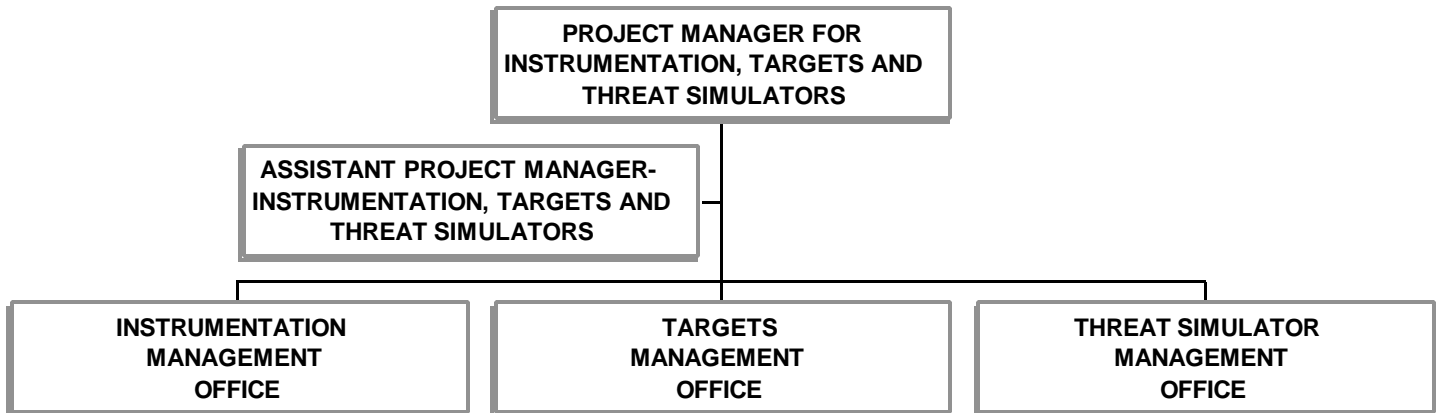 PROJECT MANAGER FOR
INSTRUMENTATION, TARGETS AND
THREAT SIMULATORS
ASSISTANT PROJECT MANAGER-
INSTRUMENTATION, TARGETS AND
THREAT SIMULATORS
INSTRUMENTATION
MANAGEMENT
OFFICE
TARGETS
MANAGEMENT
OFFICE
THREAT SIMULATOR
MANAGEMENT
OFFICE